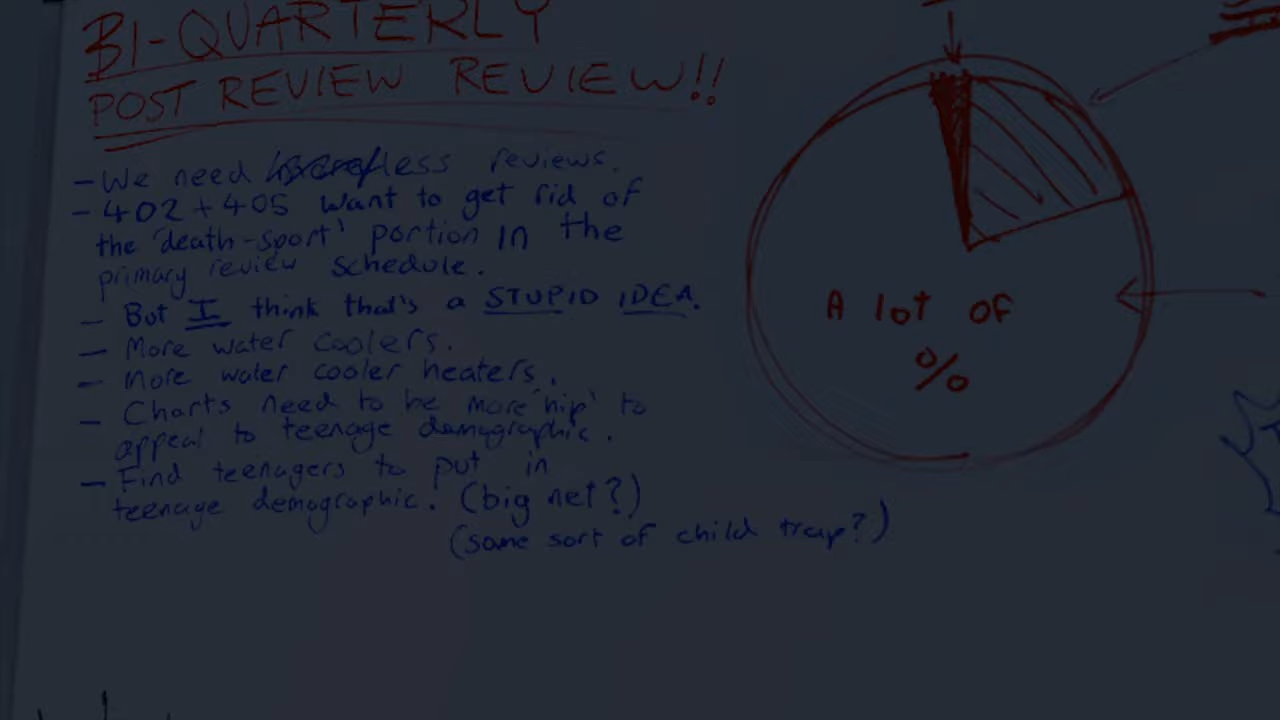 BI-QUARTERLY
POST REVIEW REVIEW!!
- We need less reviews.
- 402 + 405 want to get rid of
the 'death-sport' portion in the
primary review schedule.
- But I think that's a STUPID IDEA.
- More water coolers.
- More water cooler heaters.
- Charts need to be more 'hip' to
appeal to teenage demographic.
- Find teenagers to put in
teenage demographic. (big net?)
(some sort of child trap?)
A lot of
%